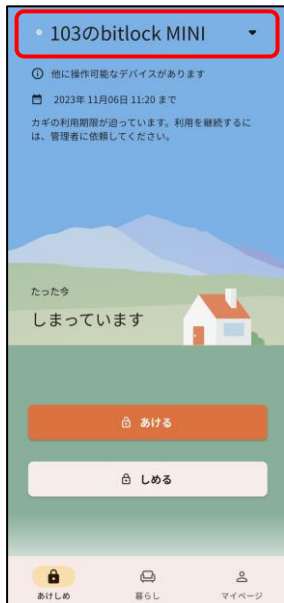 103のbitlock MINI
他に操作可能なデバイスがあります
2023年 11月06日 11:20 まで
カギの利用期限が迫っています。利用を継続するに
は、管理者に依頼してください。
たった今
しまっています
あける
しめる
あけしめ
暮らし
マイページ